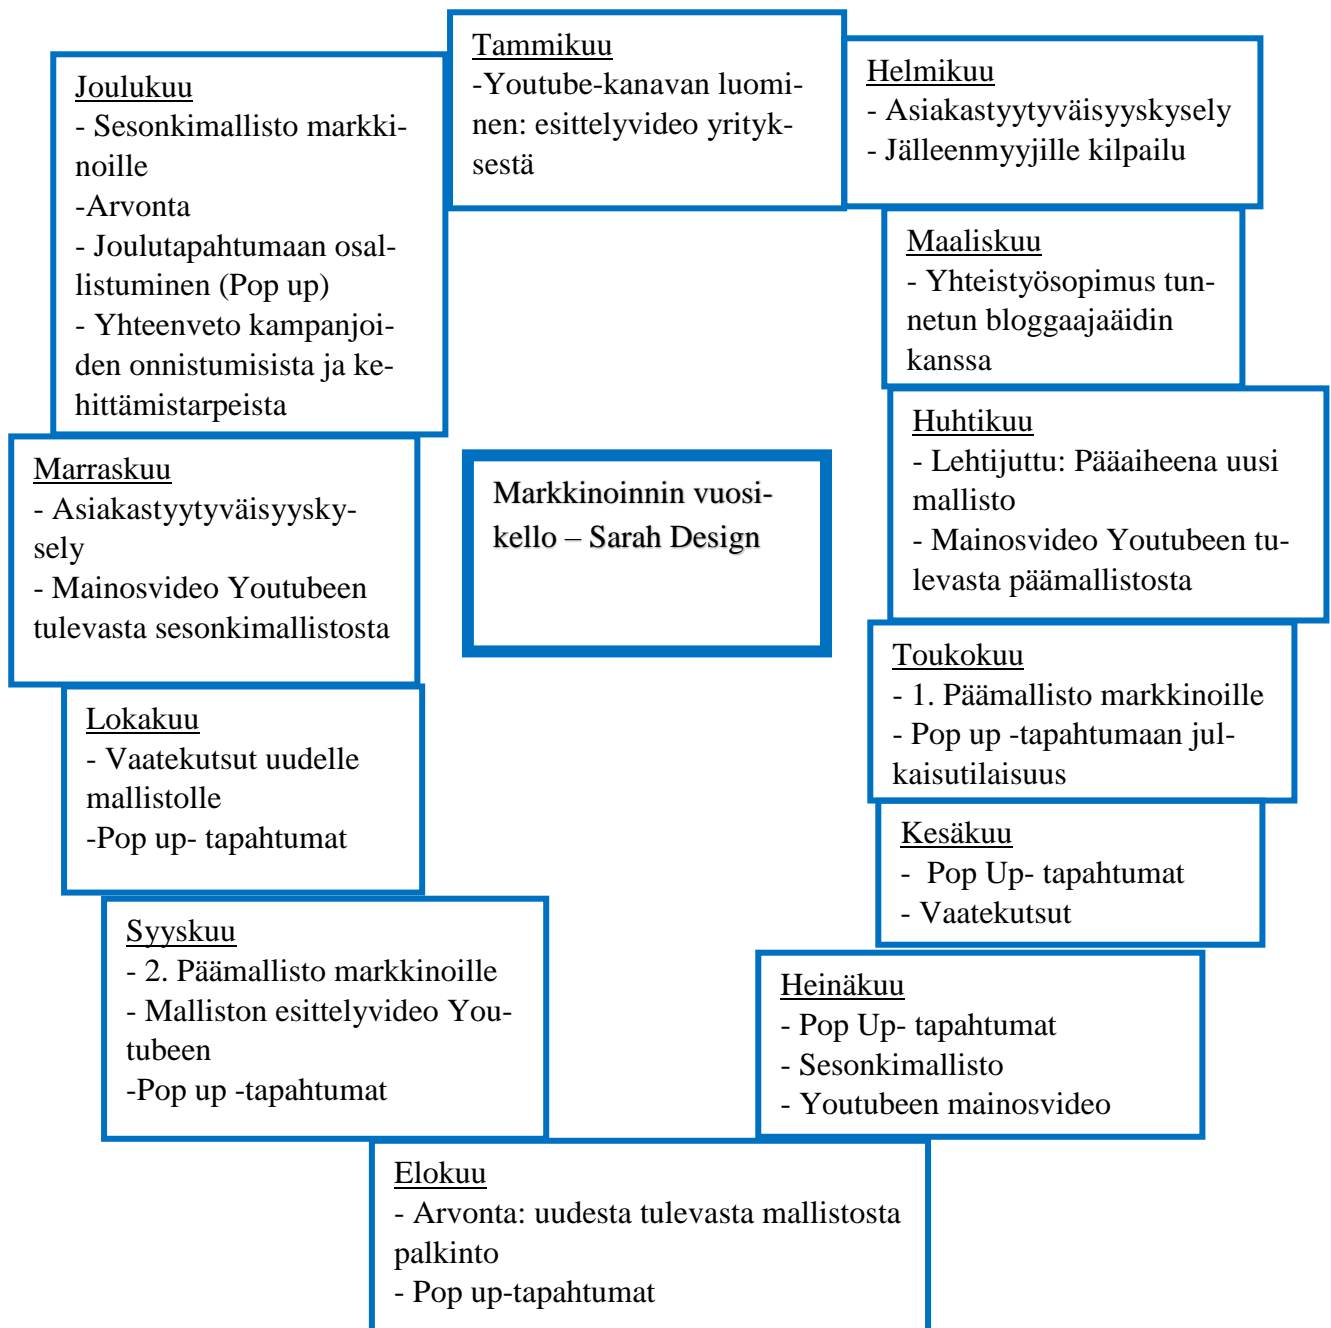 Tammikuu
-Youtube-kanavan luomi-
nen: esittelyvideo yrityk-
sestä
Helmikuu
- Asiakastyytyväisyyskysely
- Jälleenmyyjille kilpailu
Maaliskuu
- Yhteistyösopimus tun-
netun bloggaajaäidin
kanssa
Huhtikuu
- Lehtijuttu: Pääaiheena uusi
mallisto
- Mainosvideo Youtubeen tu-
levasta päämallistosta
Toukokuu
- 1. Päämallisto markkinoille
- Pop up -tapahtumaan jul-
kaisutilaisuus
Kesäkuu
- Pop Up- tapahtumat
- Vaatekutsut
Heinäkuu
- Pop Up- tapahtumat
- Sesonkimallisto
- Youtubeen mainosvideo
Elokuu
- Arvonta: uudesta tulevasta mallistosta
palkinto
- Pop up-tapahtumat
Syyskuu
- 2. Päämallisto markkinoille
- Malliston esittelyvideo You-
tubeen
-Pop up -tapahtumat
Lokakuu
- Vaatekutsut uudelle
mallistolle
-Pop up- tapahtumat
Marraskuu
- Asiakastyytyväisyysky-
sely
- Mainosvideo Youtubeen
tulevasta sesonkimallistosta
Joulukuu
- Sesonkimallisto markki-
noille
-Arvonta
- Joulutapahtumaan osal-
listuminen (Pop up)
- Yhteenveto kampanjoi-
den onnistumisista ja ke-
hittämistarpeista
Markkinoinnin vuosi-
kello – Sarah Design